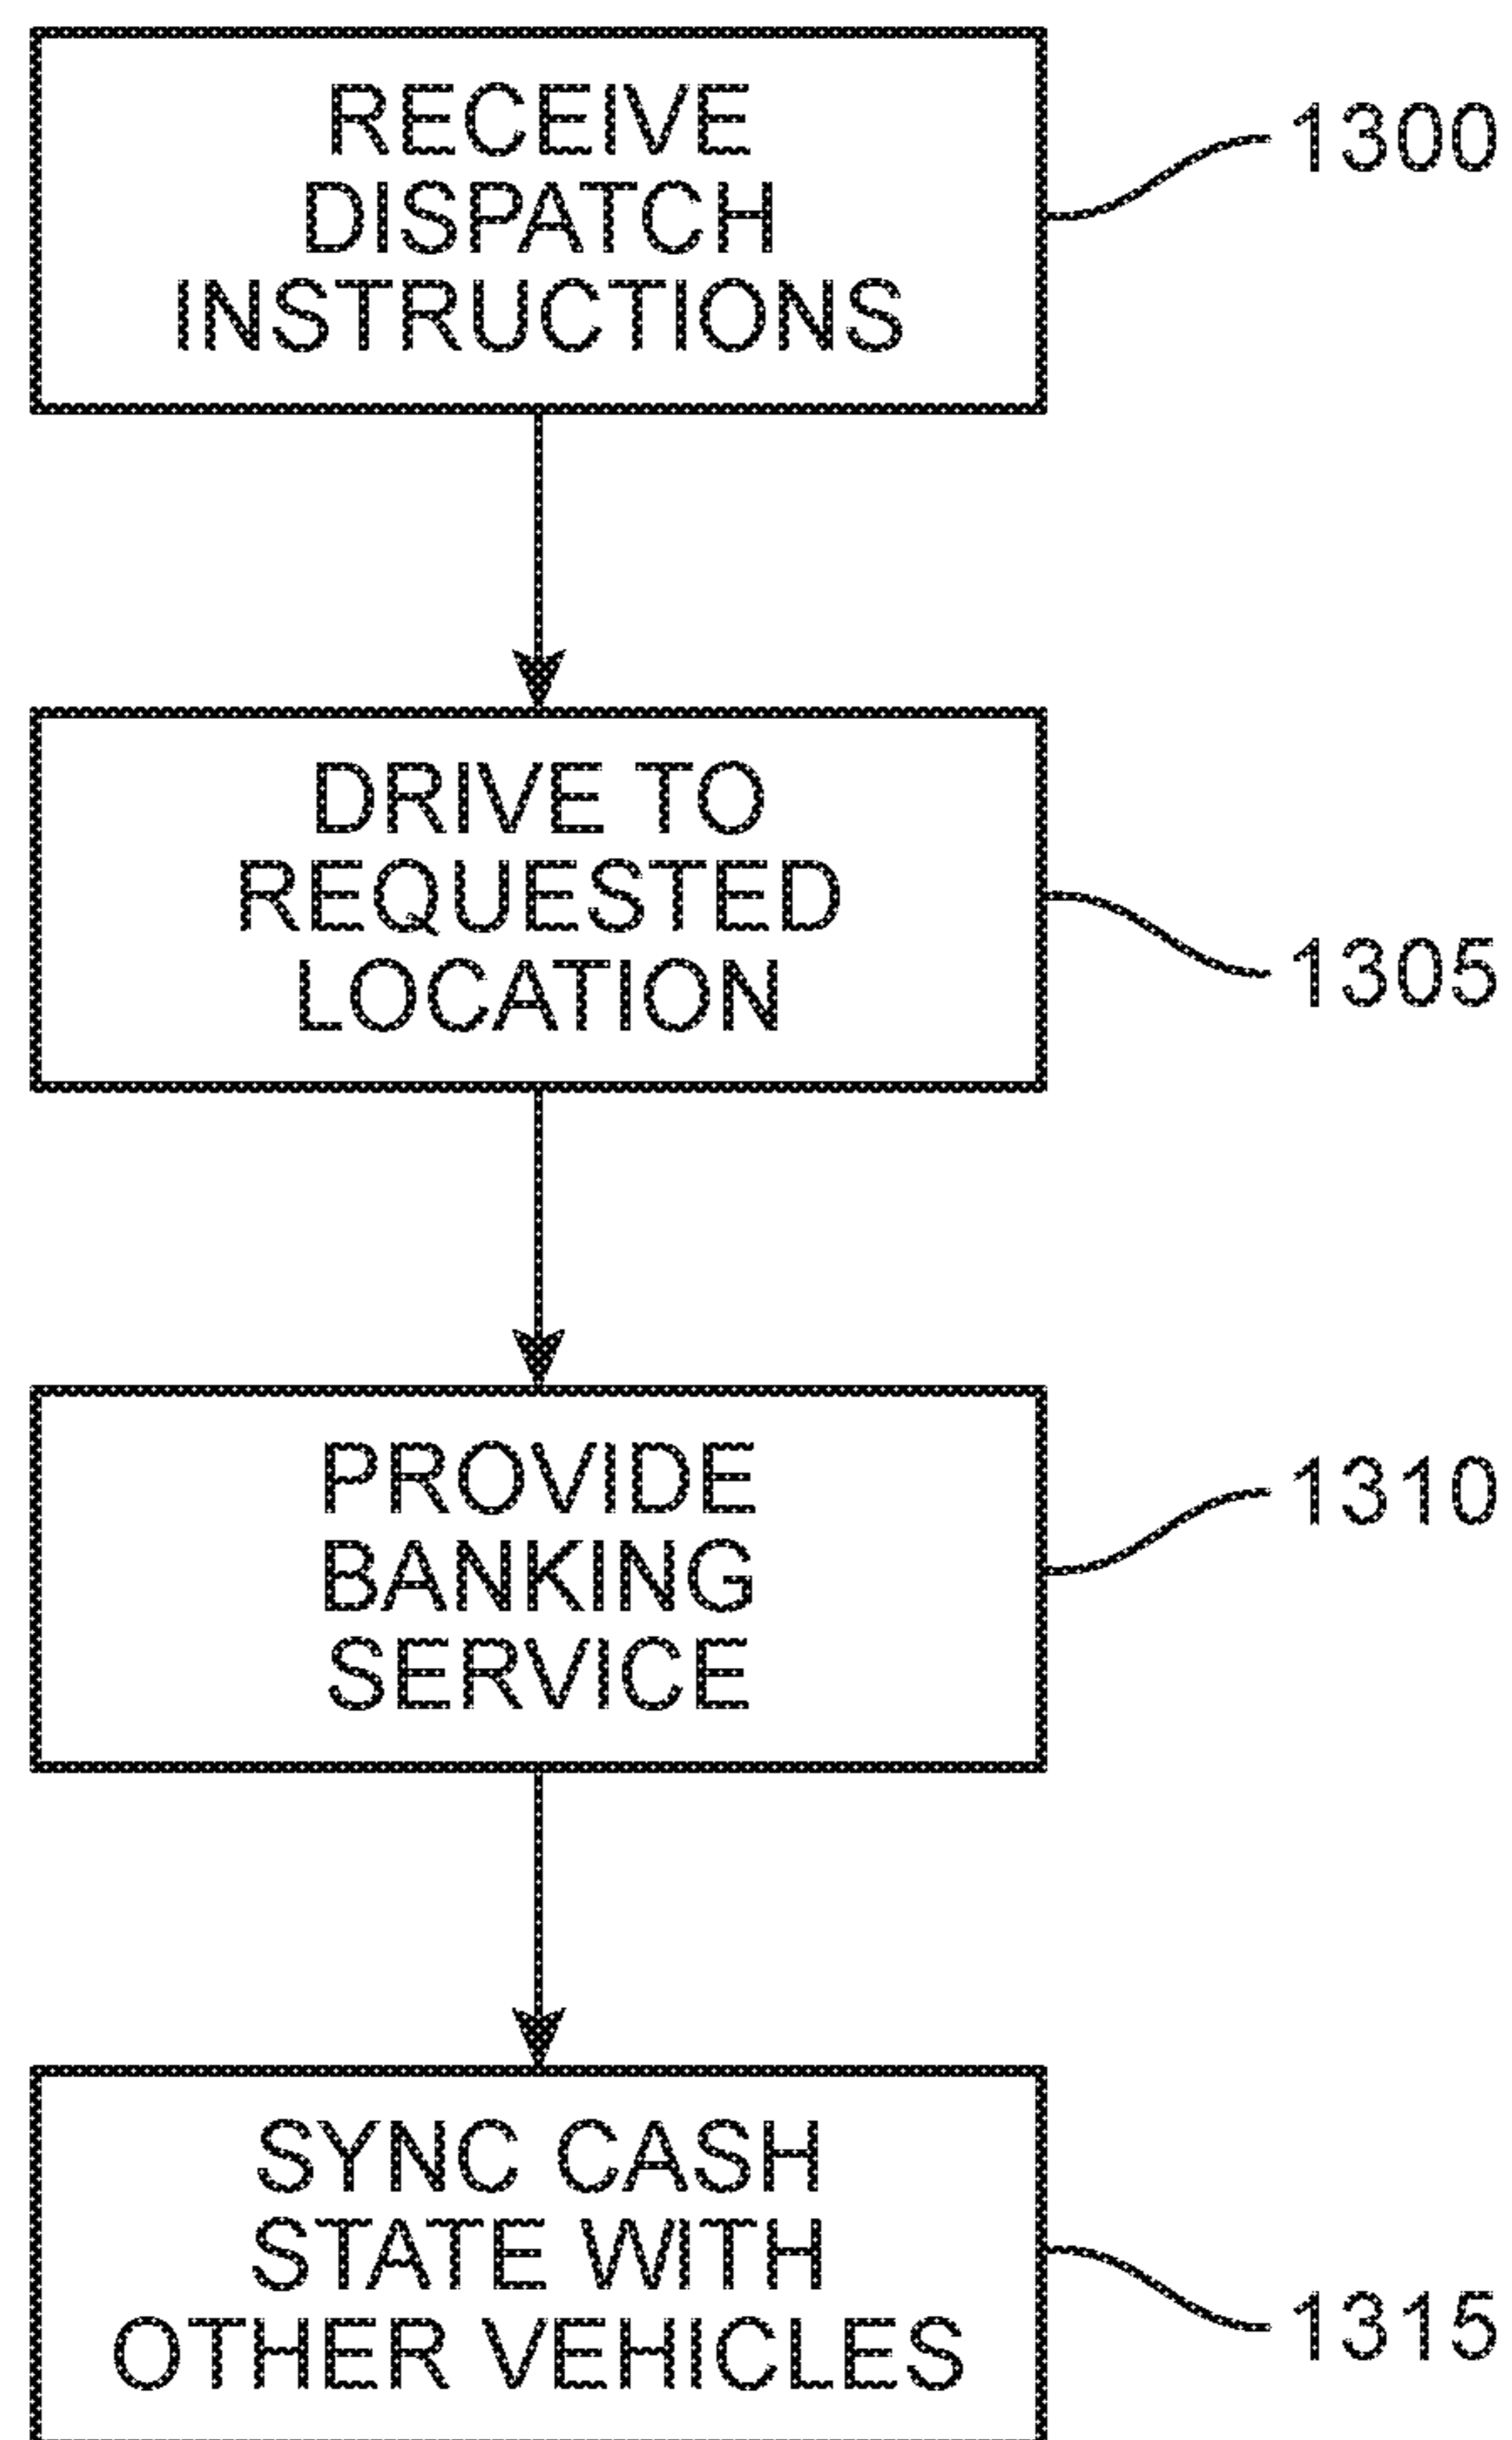 RECEIVE
DISPATCH
INSTRUCTIONS
1300
DRIVE TO
REQUESTED
LOCATION
1305
PROVIDE
BANKING
SERVICE
1310
SYNC CASH
STATE WITH
OTHER VEHICLES
1315